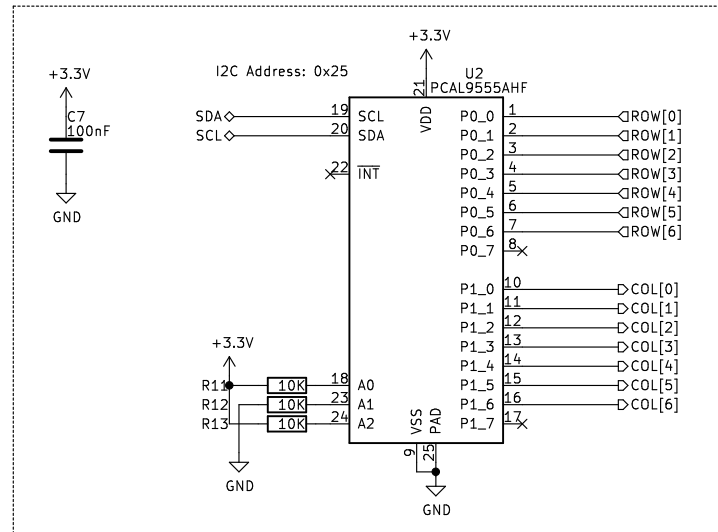 +3.3V
C7
100nF
GND
I2C Address: 0x25
+3.3V
U2
PCAL9555AHF
21
VDD
SDA 19 SCL
SCL 20 SDA
22 INT
P0_0 1 ROW[0]
P0_1 2 ROW[1]
P0_2 3 ROW[2]
P0_3 4 ROW[3]
P0_4 5 ROW[4]
P0_5 6 ROW[5]
P0_6 7 ROW[6]
P0_7 8
P1_0 10 COL[0]
P1_1 11 COL[1]
P1_2 12 COL[2]
P1_3 13 COL[3]
P1_4 14 COL[4]
P1_5 15 COL[5]
P1_6 16 COL[6]
P1_7 17
+3.3V
R11 10K 18 A0
R12 10K 23 A1
R13 10K 24 A2
GND
VSS
PAD
9
25
GND